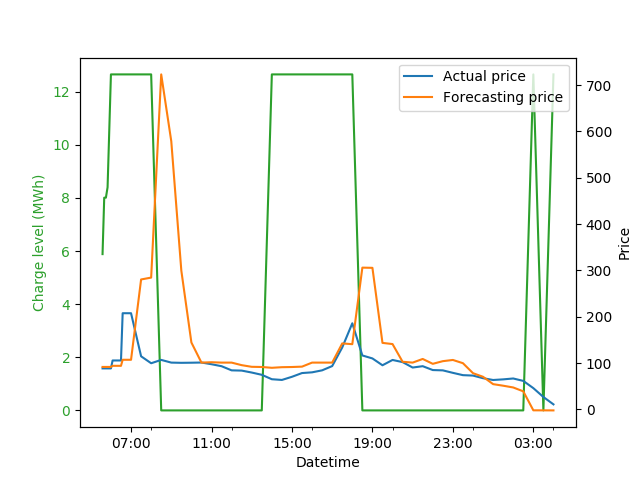 Actual price
Forecasting price
Charge level (MWh)
12
10
8
6
4
2
0
700
600
500
400
300
200
100
0
Price
07:00 11:00 15:00 19:00 23:00 03:00
Datetime